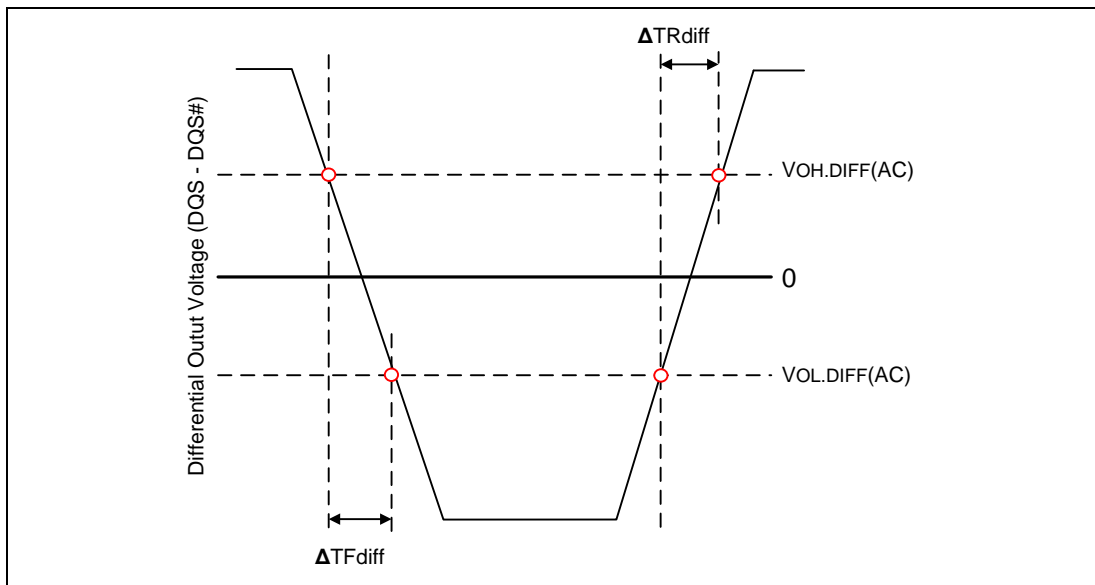 ΔTRdiff
Differential Outut Voltage (DQS - DQS#)
VOH.DIFF(AC)
0
VOL.DIFF(AC)
ΔTFdiff